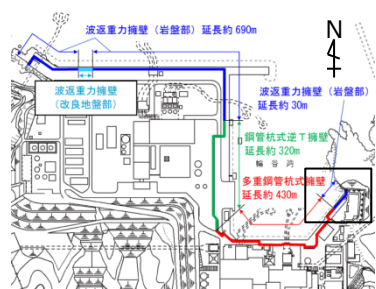 波返重力擁壁（岩盤部）延長約 690m
N
波返重力擁壁
（改良地盤部）
波返重力擁壁（岩盤部）
延長約 30m
鋼管杭式逆Ｔ擁壁
延長約 320m
輪谷湾
多重鋼管杭式擁壁
延長約 430m